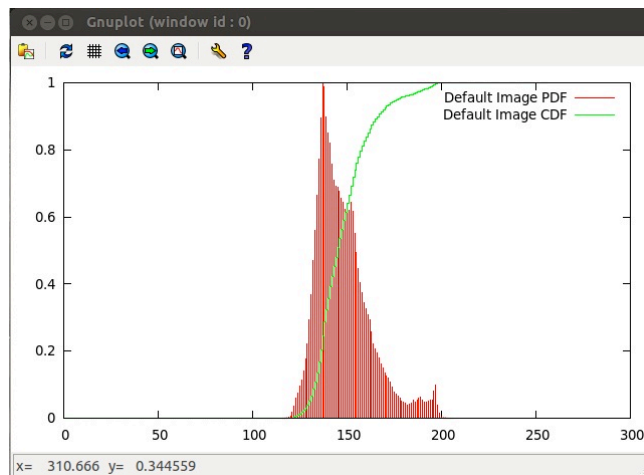 Gnuplot (window id : 0)
Default Image PDF
Default Image CDF
1
0.8
0.6
0.4
0.2
0
0 50 100 150 200 250 300
x= 310.666 y= 0.344559